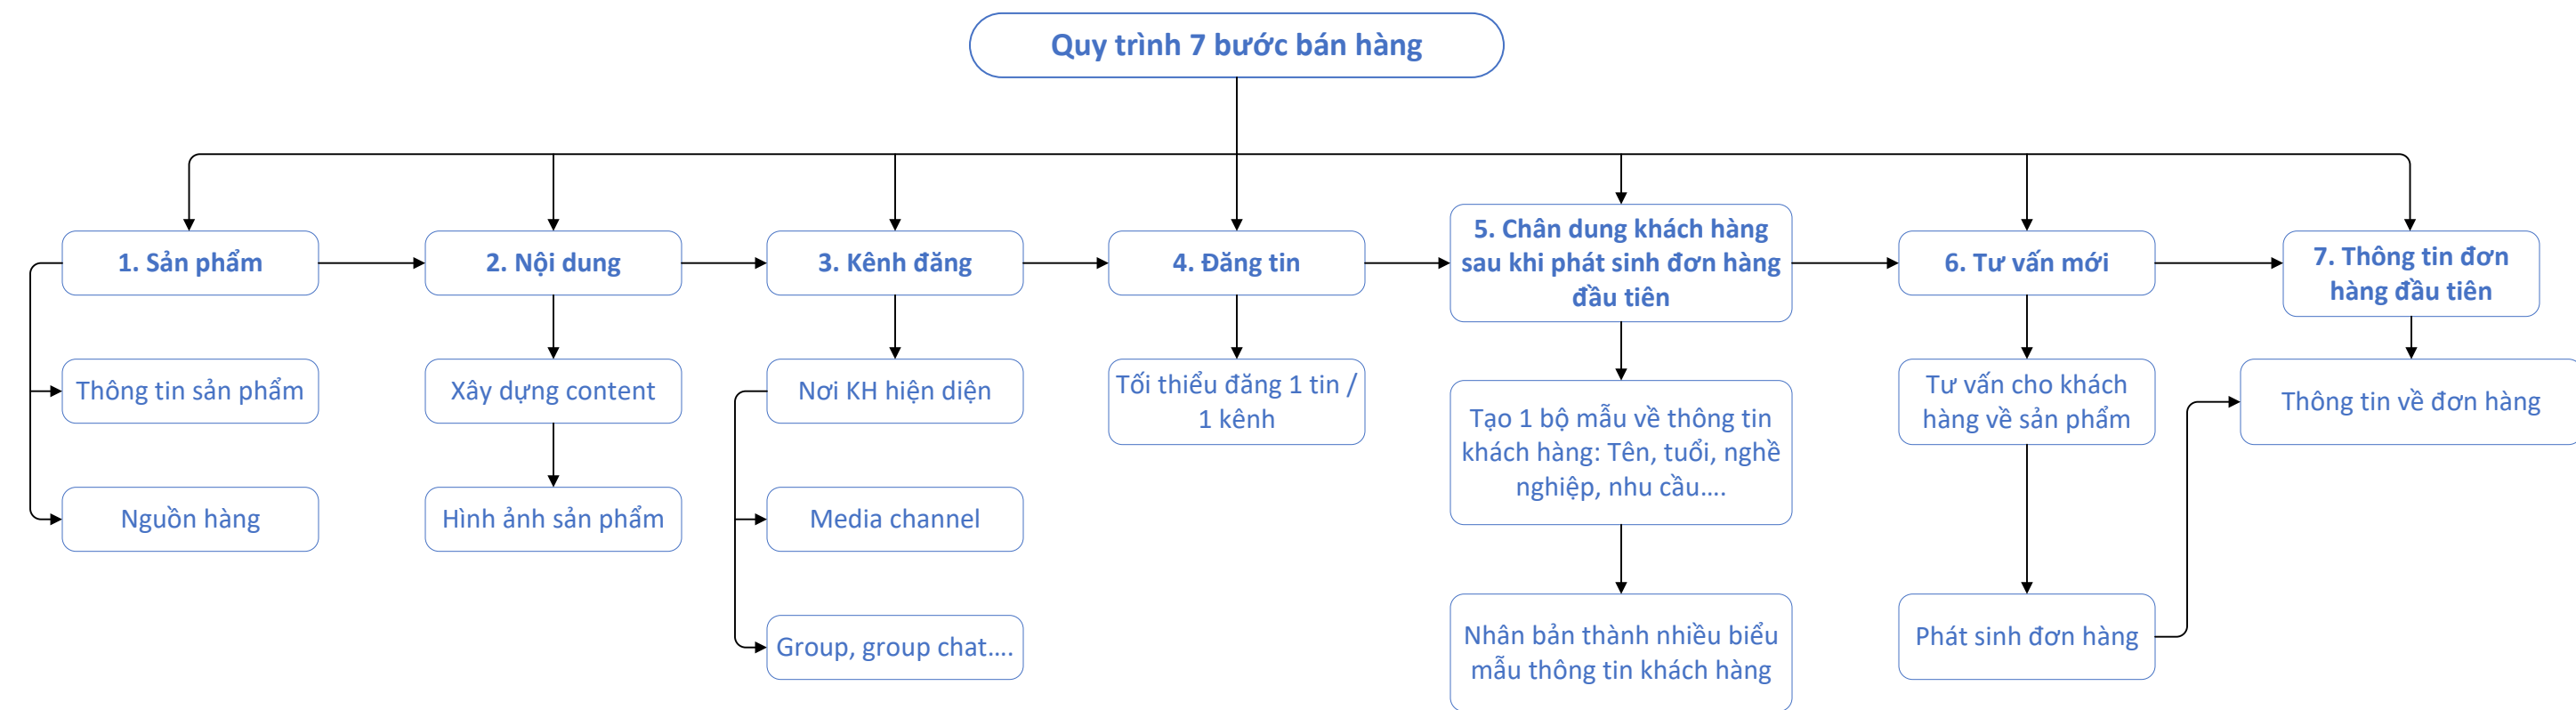 Quy trình 7 bước bán hàng
1. Sản phẩm
2. Nội dung
3. Kênh đăng
4. Đăng tin
5. Chân dung khách hàng
sau khi phát sinh đơn hàng
đầu tiên
6. Tư vấn mới
7. Thông tin đơn
hàng đầu tiên
Thông tin sản phẩm
Xây dựng content
Nơi KH hiện diện
Tối thiểu đăng 1 tin /
1 kênh
Tạo 1 bộ mẫu về thông tin
khách hàng: Tên, tuổi, nghề
nghiệp, nhu cầu....
Tư vấn cho khách
hàng về sản phẩm
Thông tin về đơn hàng
Nguồn hàng
Hình ảnh sản phẩm
Media channel
Group, group chat....
Nhân bản thành nhiều biểu
mẫu thông tin khách hàng
Phát sinh đơn hàng